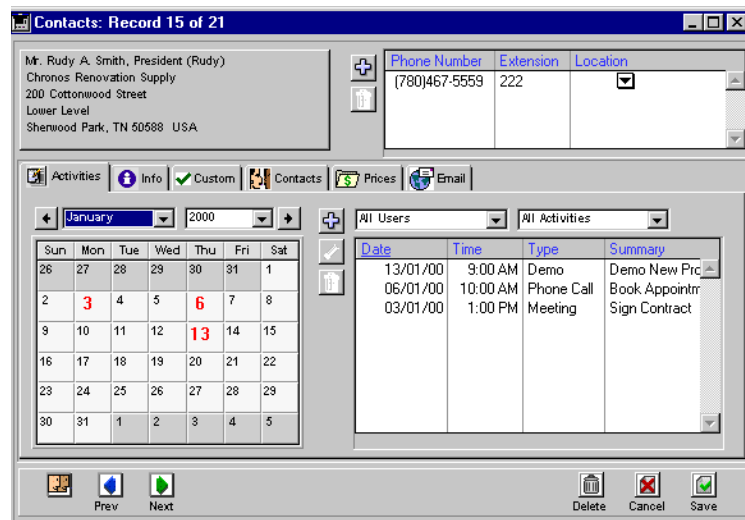 Contacts: Record 15 of 21
Mr. Rudy A. Smith, President (Rudy)
Chronos Renovation Supply
200 Cottonwood Street
Lower Level
Sherwood Park, TN 50588 USA
Phone Number Extension Location
(780)467-5559 222
Activities Info Custom Contacts Prices Email
January 2000 All Users All Activities
Sun Mon Tue Wed Thu Fri Sat
26 27 28 29 30 31 1
2 3 4 5 6 7 8
9 10 11 12 13 14 15
16 17 18 19 20 21 22
23 24 25 26 27 28 29
30 31 1 2 3 4 5
Date Time Type Summary
13/01/00 9:00 AM Demo Demo New Prc
06/01/00 10:00 AM Phone Call Book Appointm
03/01/00 1:00 PM Meeting Sign Contract
Prev Next Delete Cancel Save